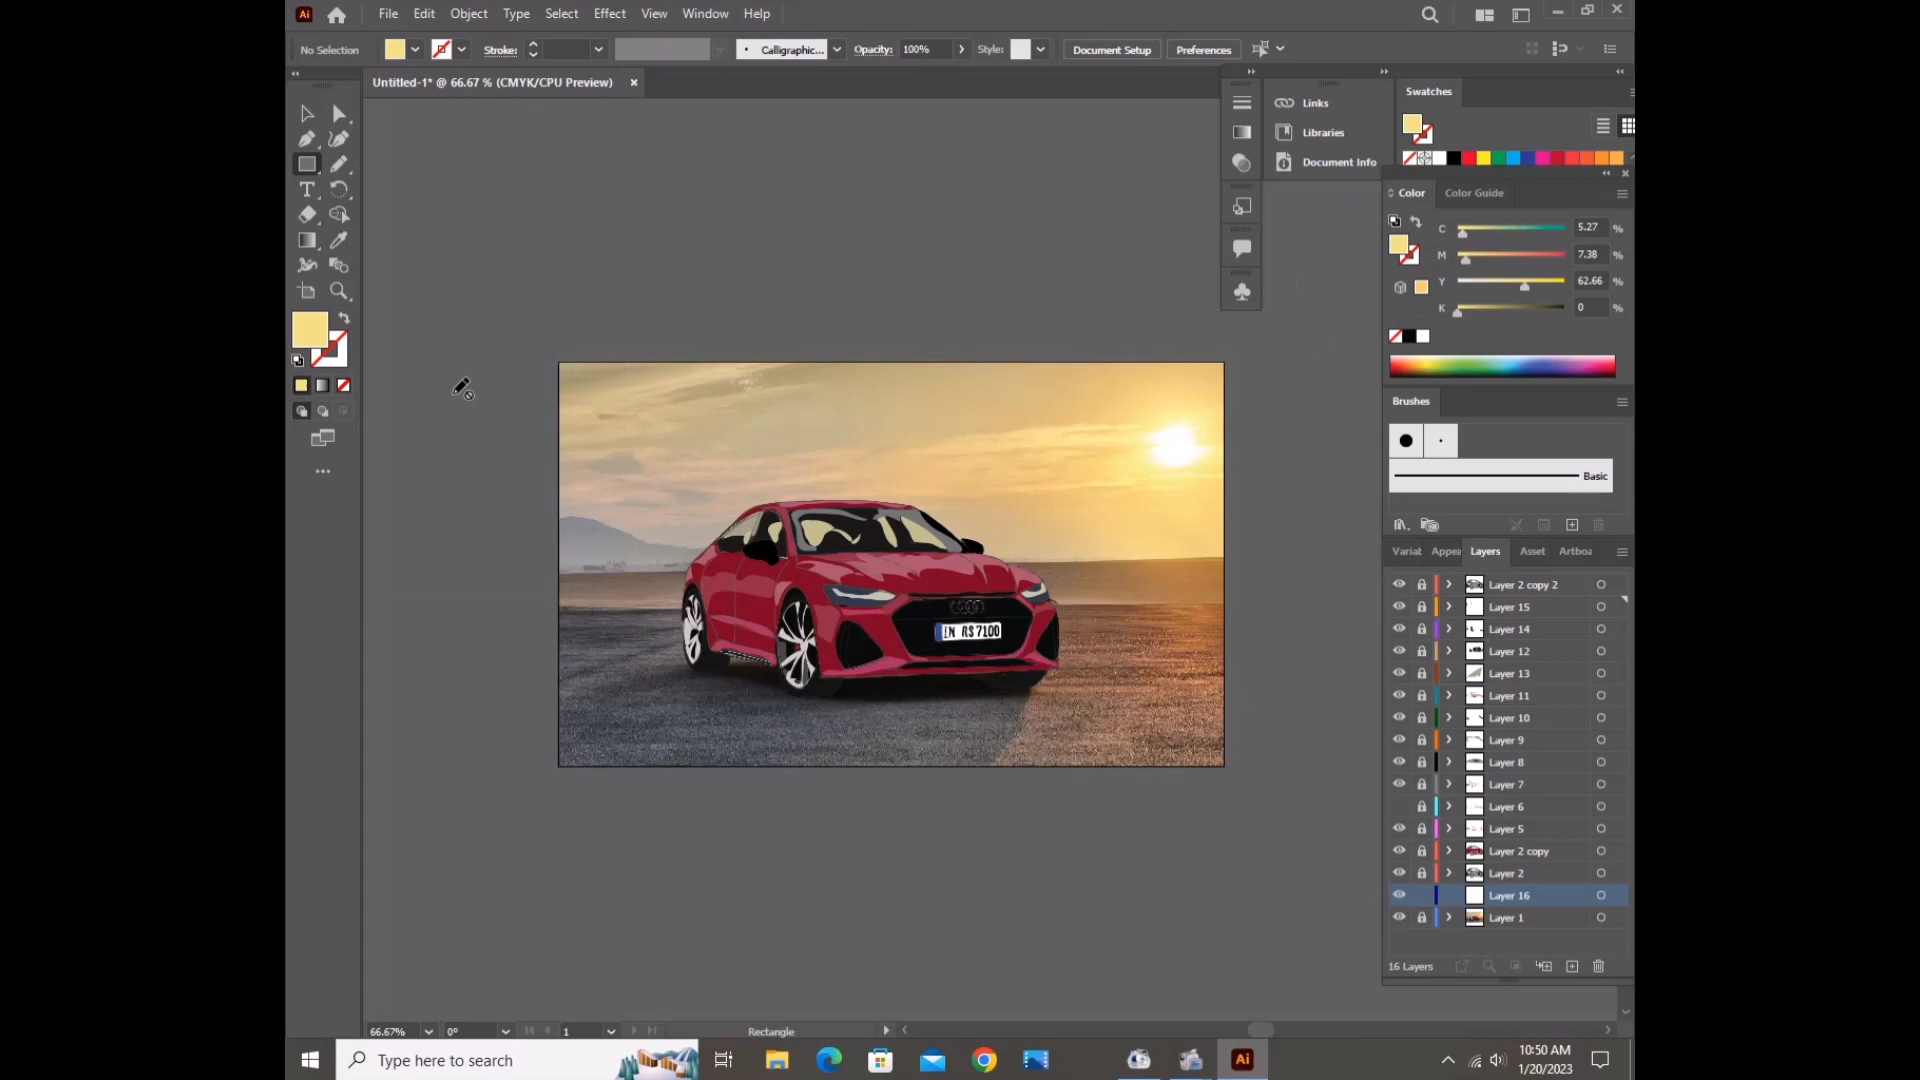 Ai File Edit Object Type Select Effect View Window Help
No Selection Stroke: Calligraphic... Opacity: 100% Style: Document Setup Preferences
Untitled-1* @ 66.67 % (CMYK/CPU Preview)
Links
Libraries
Document Info
Swatches
Color Color Guide
C 5.27 %
M 7.38 %
Y 62.66 %
K 0 %
Brushes
Basic
Variat Appea Layers Asset Artboa
Layer 2 copy 2
Layer 15
Layer 14
Layer 12
Layer 13
Layer 11
Layer 10
Layer 9
Layer 8
Layer 7
Layer 6
Layer 5
Layer 2 copy
Layer 2
Layer 16
Layer 1
16 Layers
IN RS 7100
66.67% 0° 1 Rectangle
Type here to search
Ai
10:50 AM
1/20/2023